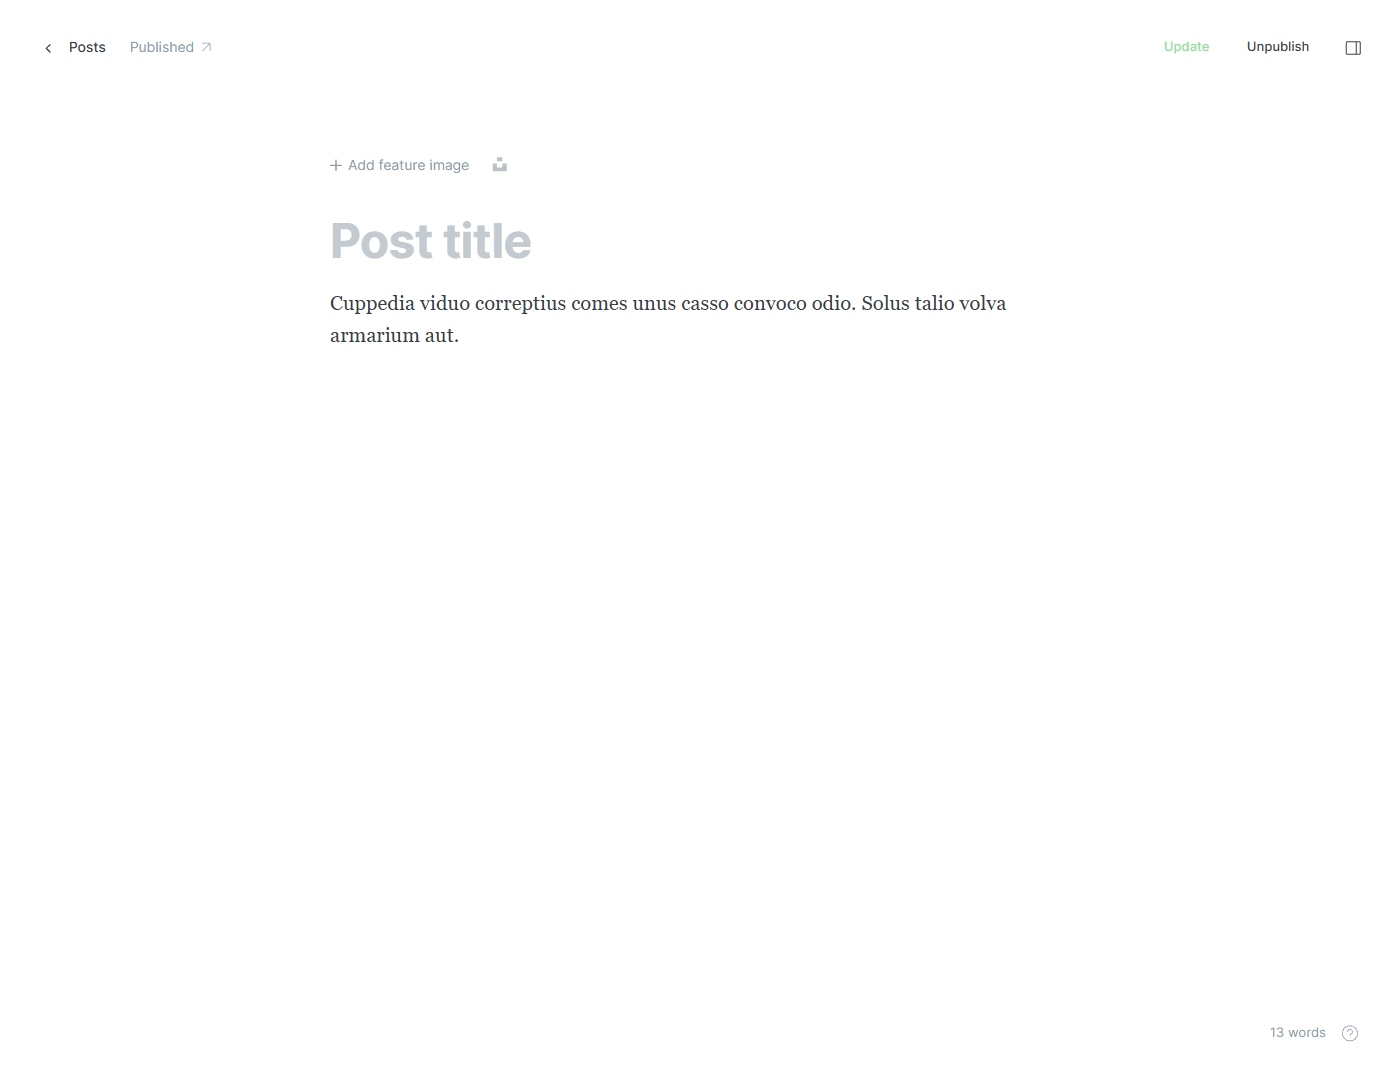 Posts Published
Update Unpublish
Add feature image
Post title
Cuppedia viduo correptius comes unus casso convoco odio. Solus talio volva
armarium aut.
13 words